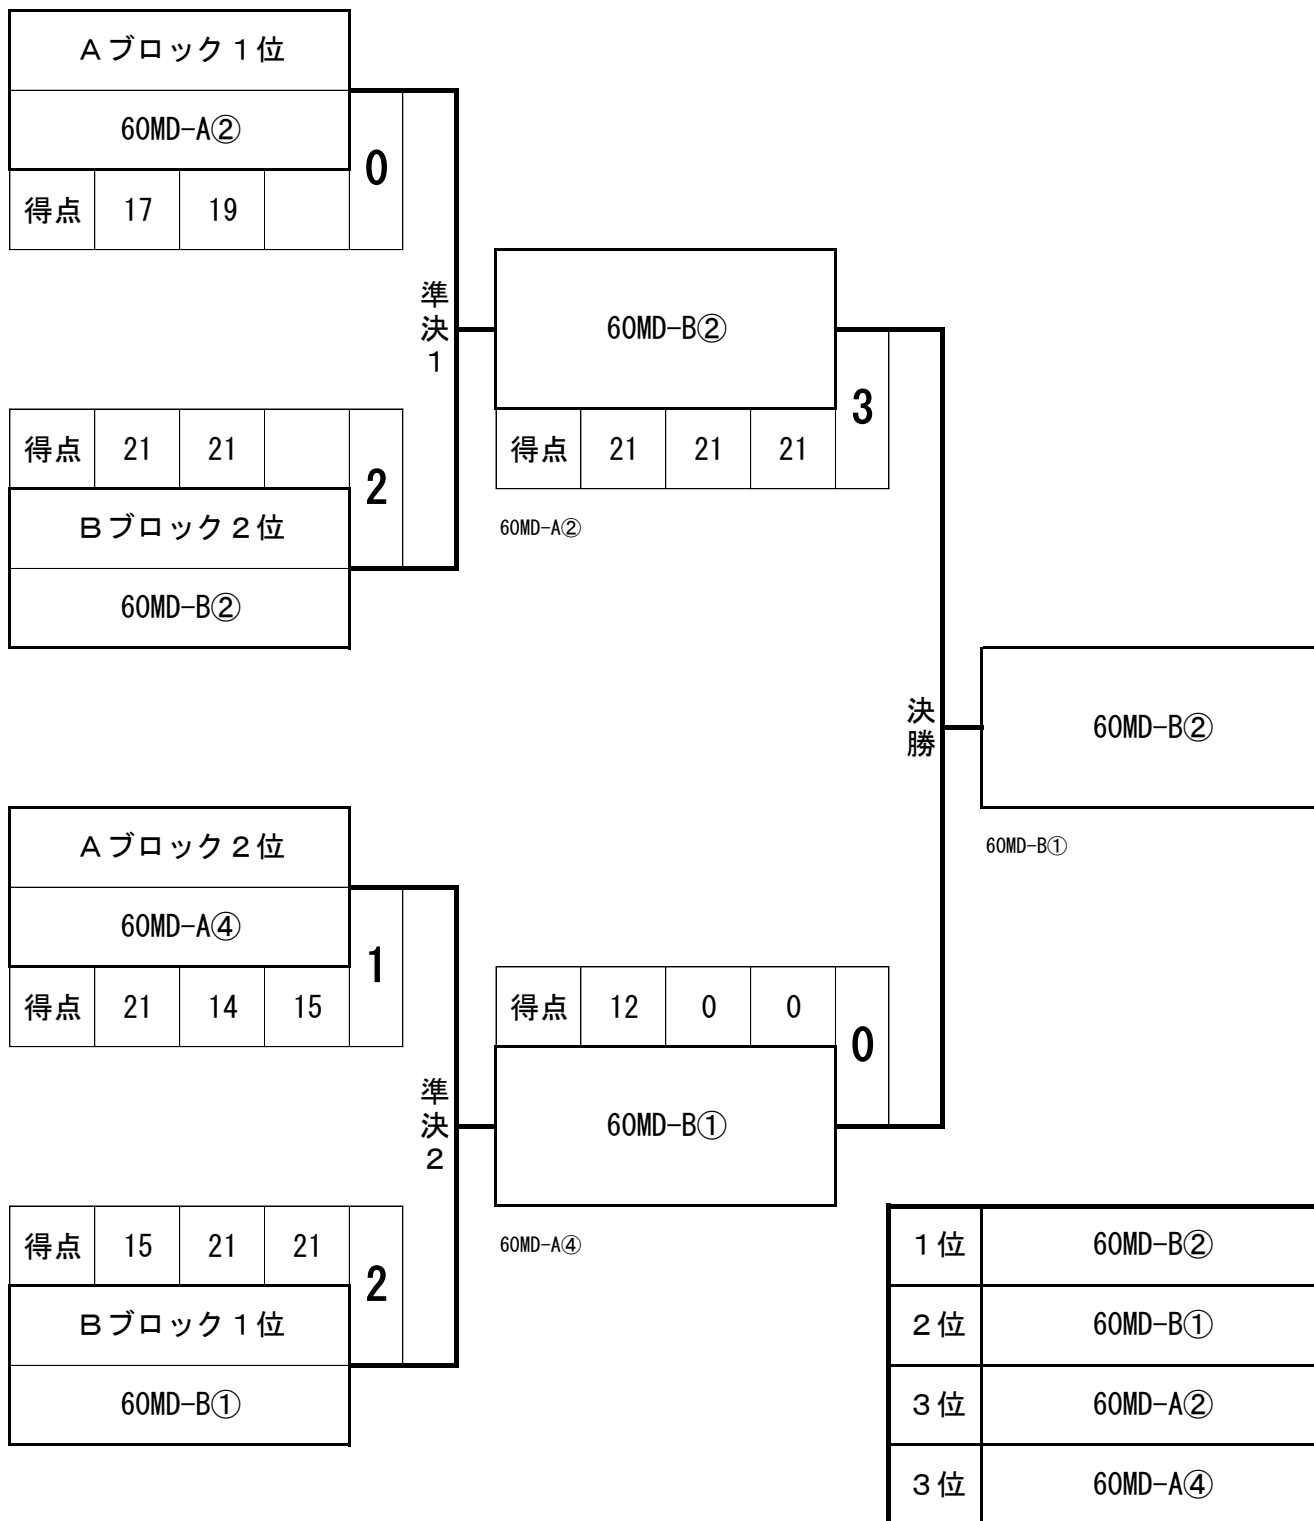 Aブロック1位
60MD-A②
得点 17 19
0
準決1
得点 21 21
2
Bブロック2位
60MD-B②
60MD-B②
得点 21 21 21
3
60MD-A②
決勝
60MD-B②
60MD-B①
Aブロック2位
60MD-A④
得点 21 14 15
1
準決2
得点 15 21 21
2
Bブロック1位
60MD-B①
得点 12 0 0
0
60MD-B①
60MD-A④
1位 60MD-B②
2位 60MD-B①
3位 60MD-A②
3位 60MD-A④